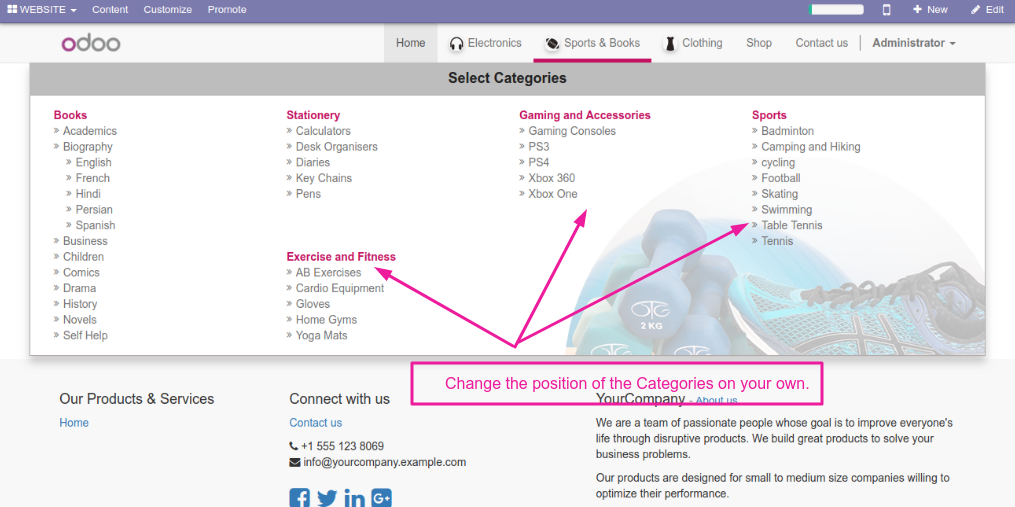 WEBSITE Content Customize Promote New Edit
odoo Home Electronics Sports & Books Clothing Shop Contact us Administrator
Select Categories
Books
» Academics
» Biography
» English
» French
» Hindi
» Persian
» Spanish
» Business
» Children
» Comics
» Drama
» History
» Novels
» Self Help
Stationery
» Calculators
» Desk Organisers
» Diaries
» Key Chains
» Pens
Exercise and Fitness
» AB Exercises
» Cardio Equipment
» Gloves
» Home Gyms
» Yoga Mats
Gaming and Accessories
» Gaming Consoles
» PS3
» PS4
» Xbox 360
» Xbox One
Sports
» Badminton
» Camping and Hiking
» cycling
» Football
» Skating
» Swimming
» Table Tennis
» Tennis
2 KG
Change the position of the Categories on your own.
Our Products & Services
Home
Connect with us
Contact us
+1 555 123 8069
info@yourcompany.example.com
YourCompany - About us
We are a team of passionate people whose goal is to improve everyone's
life through disruptive products. We build great products to solve your
business problems.
Our products are designed for small to medium size companies willing to
optimize their performance.